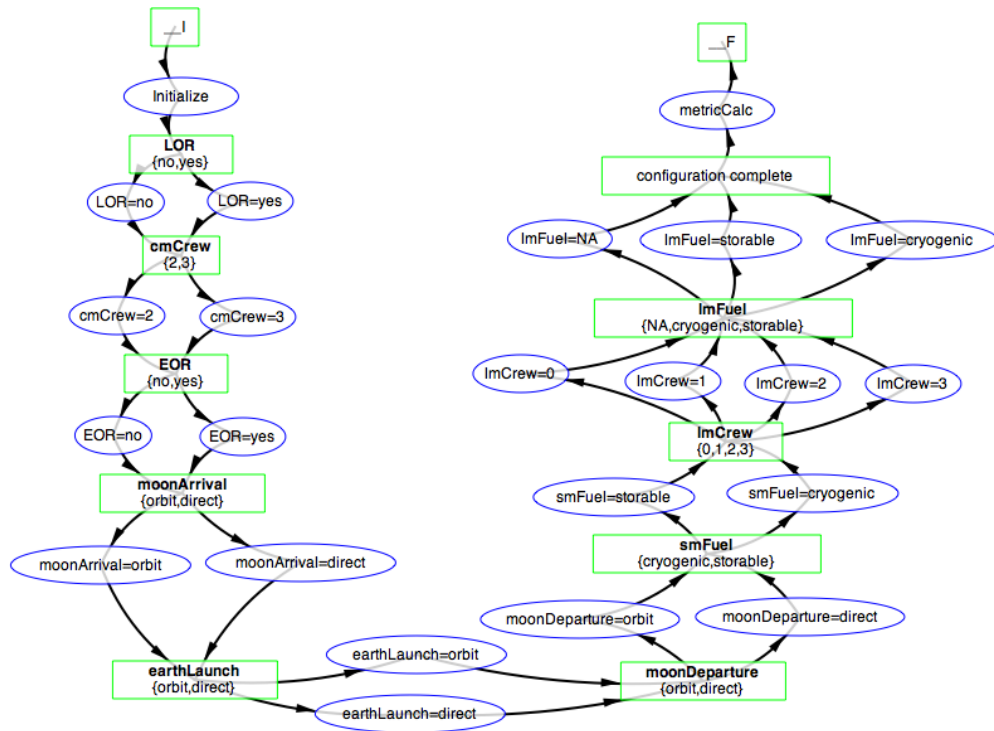 __I
Initialize
LOR
{no,yes}
LOR=no
LOR=yes
cmCrew
{2,3}
cmCrew=2
cmCrew=3
EOR
{no,yes}
EOR=no
EOR=yes
moonArrival
{orbit,direct}
moonArrival=orbit
moonArrival=direct
earthLaunch
{orbit,direct}
earthLaunch=orbit
earthLaunch=direct
moonDeparture
{orbit,direct}
moonDeparture=orbit
moonDeparture=direct
smFuel
{cryogenic,storable}
smFuel=storable
smFuel=cryogenic
lmCrew
{0,1,2,3}
lmCrew=0
lmCrew=1
lmCrew=2
lmCrew=3
lmFuel
{NA,cryogenic,storable}
lmFuel=NA
lmFuel=storable
lmFuel=cryogenic
configuration complete
metricCalc
__F